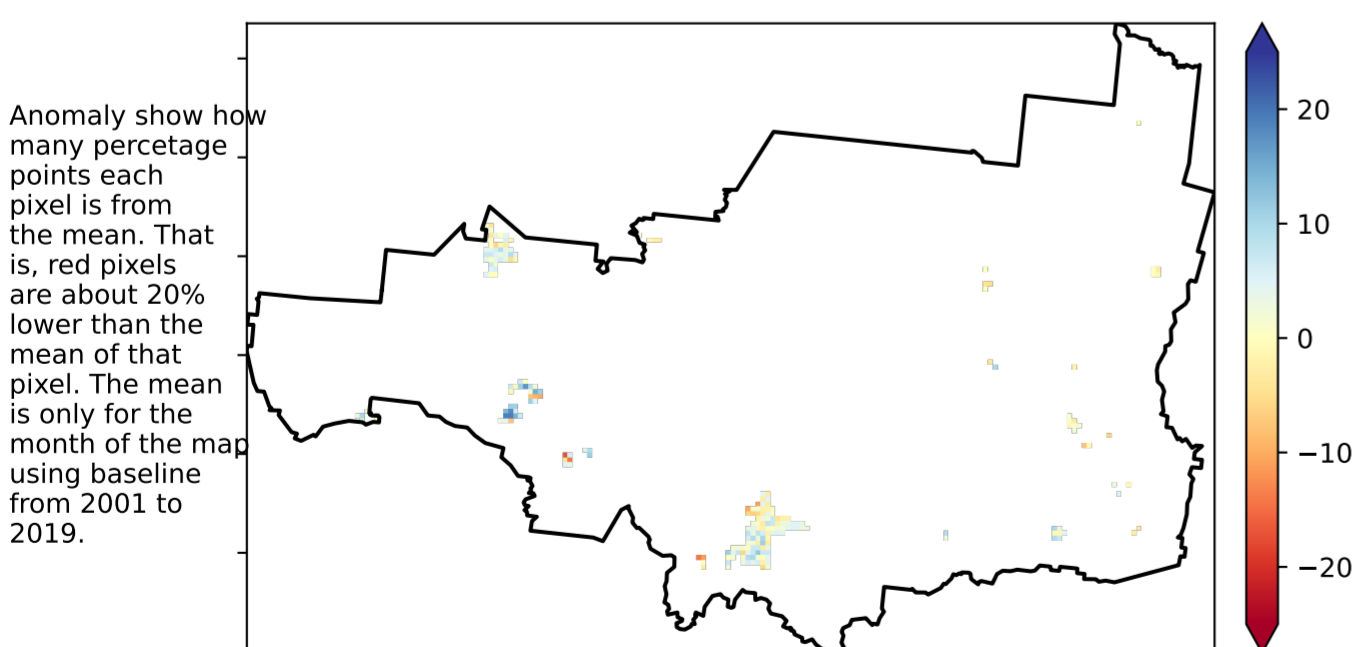 Anomaly show how
many percetage
points each
pixel is from
the mean. That
is, red pixels
are about 20%
lower than the
mean of that
pixel. The mean
is only for the
month of the map
using baseline
from 2001 to
2019.
20
10
0
−10
−20